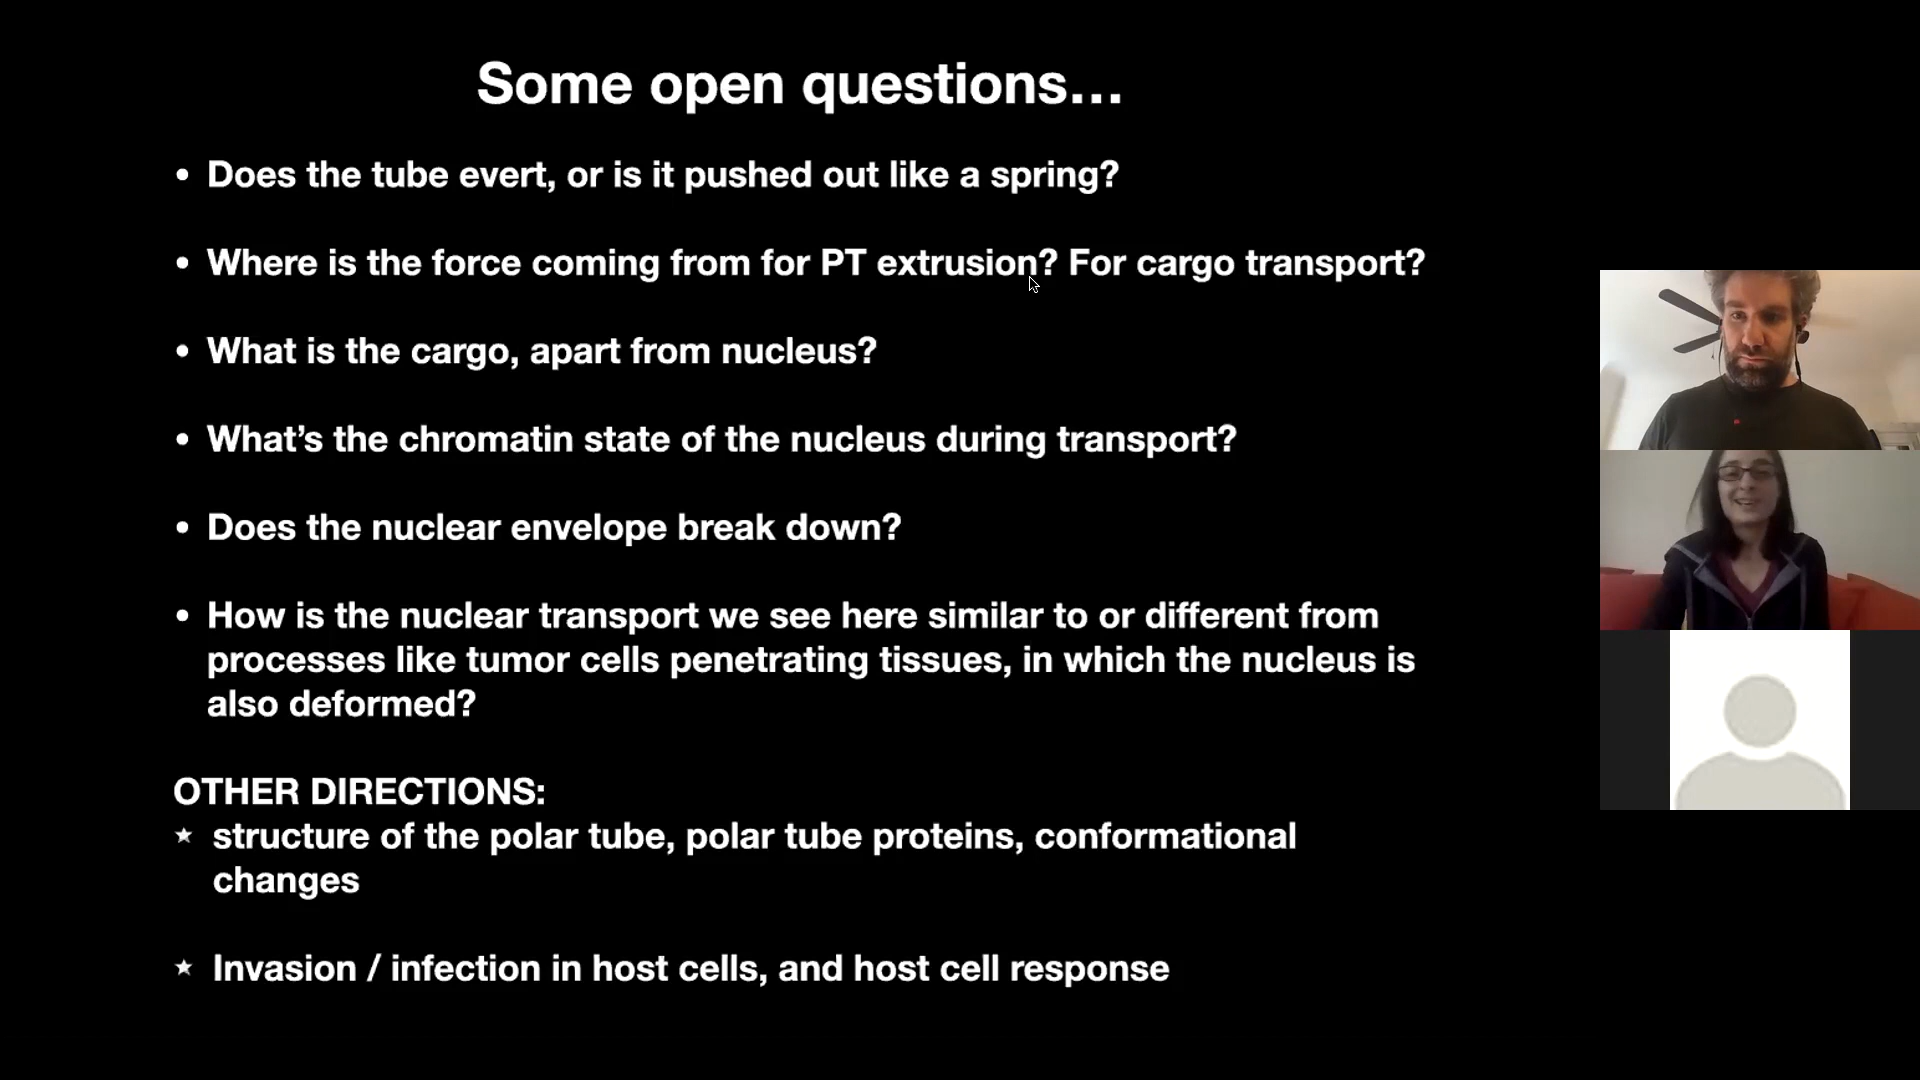 Some open questions...
• Does the tube evert, or is it pushed out like a spring?
• Where is the force coming from for PT extrusion? For cargo transport?
• What is the cargo, apart from nucleus?
• What’s the chromatin state of the nucleus during transport?
• Does the nuclear envelope break down?
• How is the nuclear transport we see here similar to or different from
processes like tumor cells penetrating tissues, in which the nucleus is
also deformed?
OTHER DIRECTIONS:
★ structure of the polar tube, polar tube proteins, conformational
changes
★ Invasion / infection in host cells, and host cell response